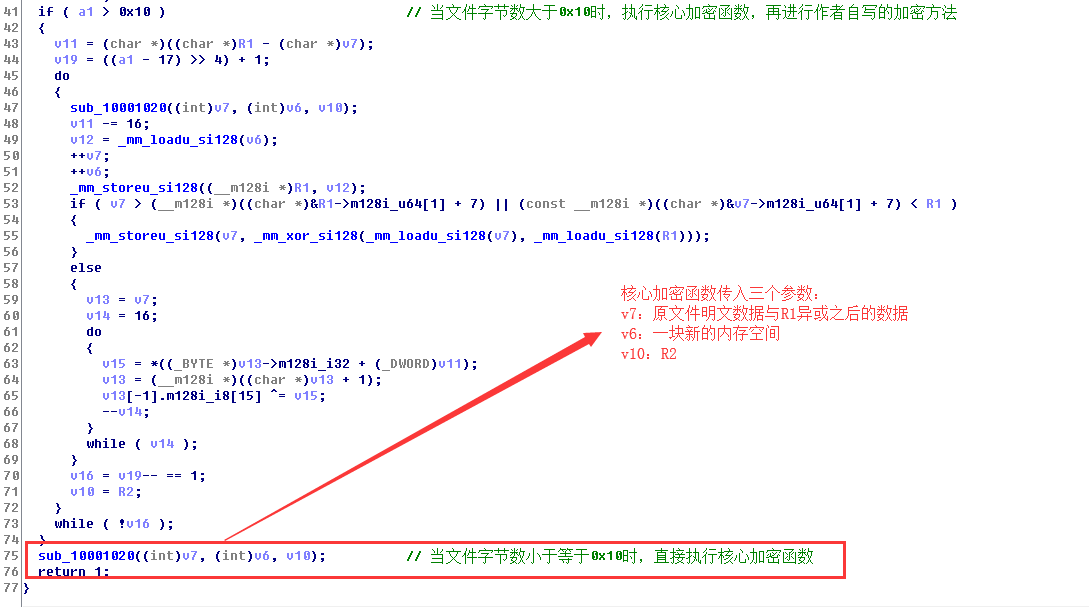 41 if ( a1 > 0x10 ) // 当文件字节数大于0x10时，执行核心加密函数，再进行作者自写的加密方法
42 {
43 v11 = (char *)((char *)R1 - (char *)v7);
44 v19 = ((a1 - 17) >> 4) + 1;
45 do
46 {
47 sub_10001020((int)v7, (int)v6, v10);
48 v11 -= 16;
49 v12 = _mm_loadu_si128(v6);
50 ++v7;
51 ++v6;
52 _mm_storeu_si128((__m128i *)R1, v12);
53 if ( v7 > (__m128i *)((char *)&R1->m128i_u64[1] + 7) || (const __m128i *)((char *)&v7->m128i_u64[1] + 7) < R1 )
54 {
55 _mm_storeu_si128(v7, _mm_xor_si128(_mm_loadu_si128(v7), _mm_loadu_si128(R1)));
56 }
57 else
58 {
59 v13 = v7;
60 v14 = 16;
61 do
62 {
63 v15 = *((_BYTE *)v13->m128i_i32 + (_DWORD)v11);
64 v13 = (__m128i *)((char *)v13 + 1);
65 v13[-1].m128i_i8[15] ^= v15;
66 --v14;
67 }
68 while ( v14 );
69 }
70 v16 = v19-- == 1;
71 v10 = R2;
72 }
73 while ( !v16 );
74 }
75 sub_10001020((int)v7, (int)v6, v10); // 当文件字节数小于等于0x10时，直接执行核心加密函数
76 return 1;
77 }
核心加密函数传入三个参数：
v7：原文件明文数据与R1异或之后的数据
v6：一块新的内存空间
v10：R2